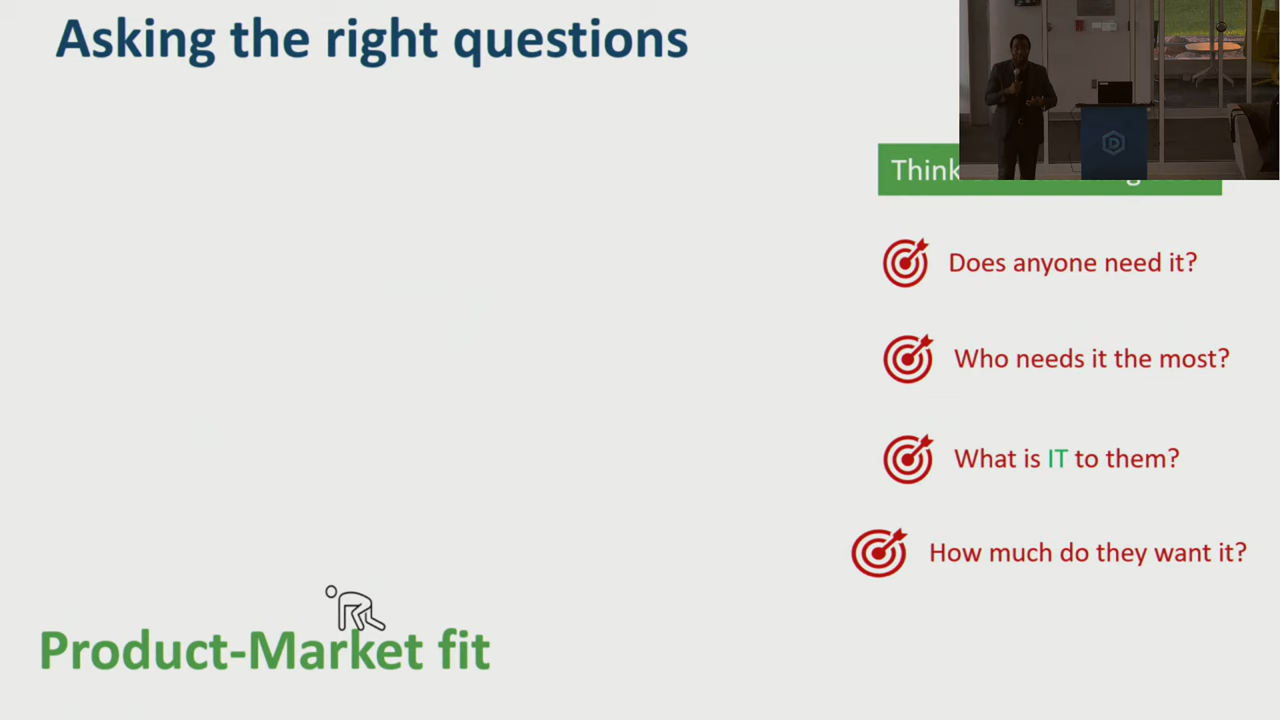 Asking the right questions
Think
Does anyone need it?
Who needs it the most?
What is IT to them?
How much do they want it?
Product-Market fit